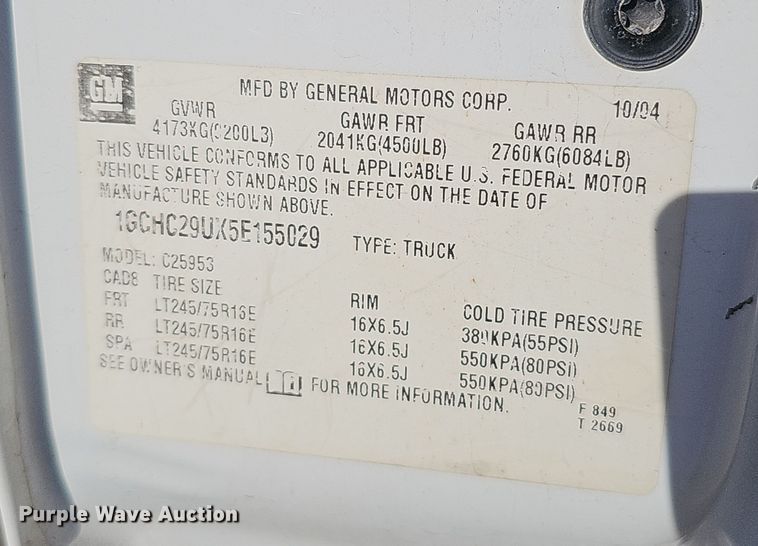 GM
MFD BY GENERAL MOTORS CORP. 10/04
GVWR GAWR FRT GAWR RR
4173KG(9200LB) 2041KG(4500LB) 2760KG(6084LB)
THIS VEHICLE CONFORMS TO ALL APPLICABLE U.S. FEDERAL MOTOR
VEHICLE SAFETY STANDARDS IN EFFECT ON THE DATE OF
MANUFACTURE SHOWN ABOVE.
1GCHC29UX5E155029 TYPE: TRUCK
MODEL: C25953
CAD8 TIRE SIZE RIM COLD TIRE PRESSURE
FRT LT245/75R16E 16X6.5J 380KPA(55PSI)
RR LT245/75R16E 16X6.5J 550KPA(80PSI)
SPA LT245/75R16E 16X6.5J 550KPA(80PSI)
SEE OWNER'S MANUAL FOR MORE INFORMATION.
F 849
T 2669
Purple Wave Auction